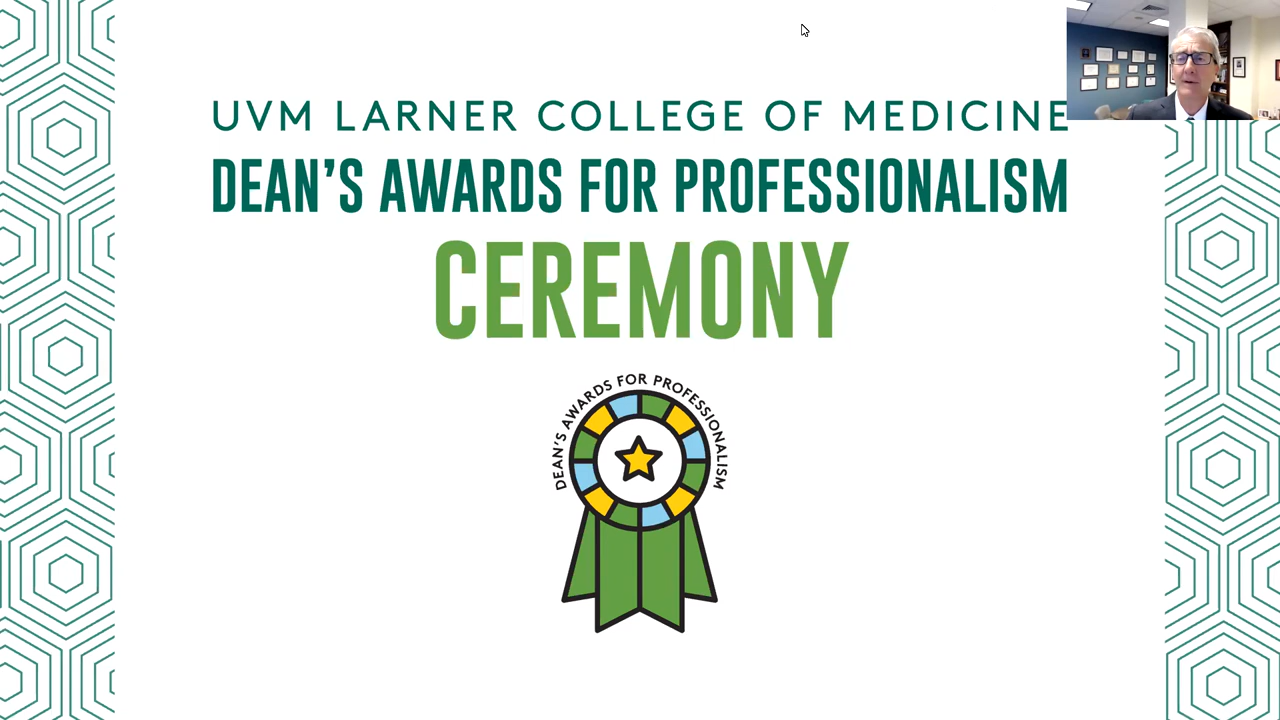 UVM LARNER COLLEGE OF MEDICINE
DEAN'S AWARDS FOR PROFESSIONALISM
CEREMONY
DEAN'S AWARDS FOR PROFESSIONALISM